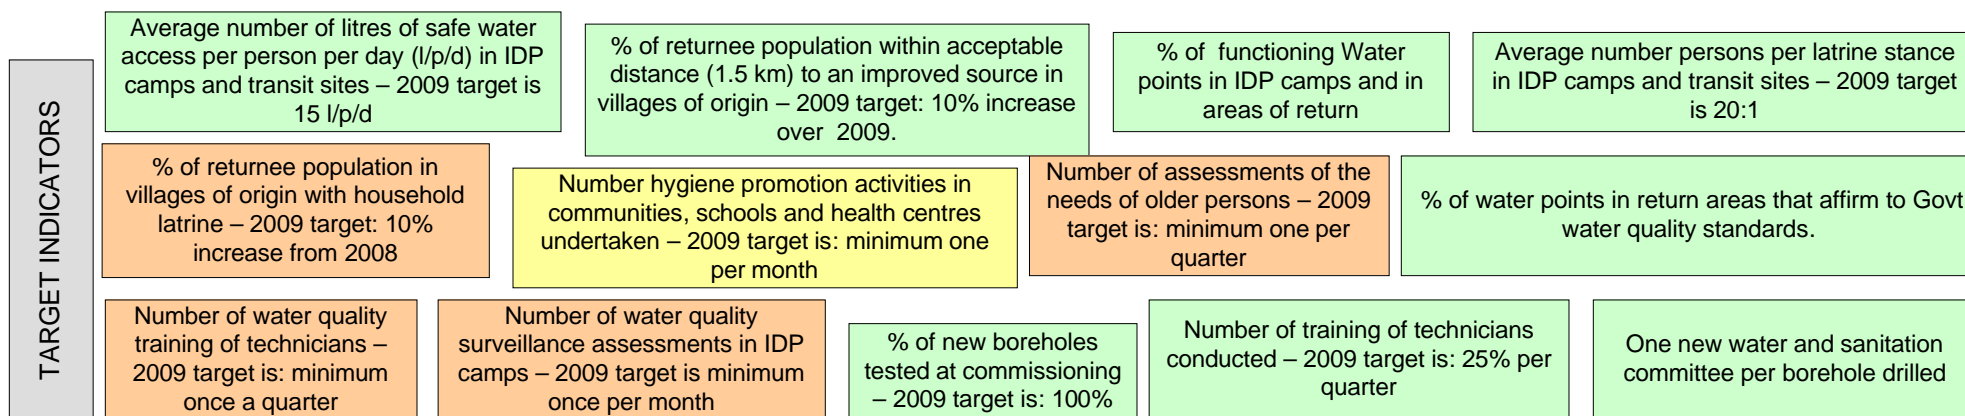 TARGET INDICATORS
Average number of litres of safe water
access per person per day (l/p/d) in IDP
camps and transit sites – 2009 target is
15 l/p/d
% of returnee population within acceptable
distance (1.5 km) to an improved source in
villages of origin – 2009 target: 10% increase
over  2009.
% of  functioning Water
points in IDP camps and in
areas of return
Average number persons per latrine stance
in IDP camps and transit sites – 2009 target
is 20:1
% of returnee population in
villages of origin with household
latrine – 2009 target: 10%
increase from 2008
Number hygiene promotion activities in
communities, schools and health centres
undertaken – 2009 target is: minimum one
per month
Number of assessments of the
needs of older persons – 2009
target is: minimum one per
quarter
% of water points in return areas that affirm to Govt
water quality standards.
Number of water quality
training of technicians –
2009 target is: minimum
once a quarter
Number of water quality
surveillance assessments in IDP
camps – 2009 target is minimum
once per month
% of new boreholes
tested at commissioning
– 2009 target is: 100%
Number of training of technicians
conducted – 2009 target is: 25% per
quarter
One new water and sanitation
committee per borehole drilled